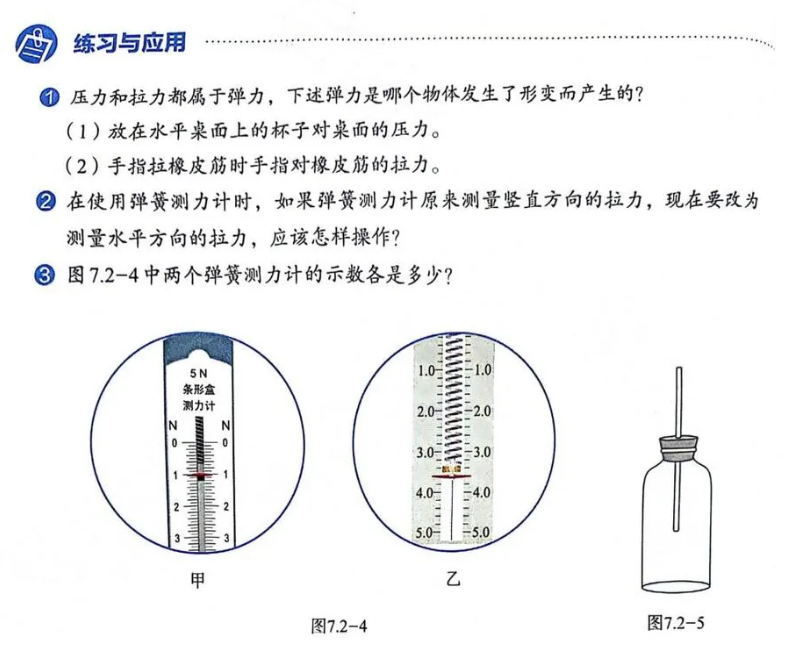 练习与应用
1 压力和拉力都属于弹力，下述弹力是哪个物体发生了形变而产生的？
（1）放在水平桌面上的杯子对桌面的压力。
（2）手指拉橡皮筋时手指对橡皮筋的拉力。
2 在使用弹簧测力计时，如果弹簧测力计原来测量竖直方向的拉力，现在要改为
测量水平方向的拉力，应该怎样操作？
3 图7.2-4中两个弹簧测力计的示数各是多少？
5 N
条形盒
测力计
N N
0 0
1 1
2 2
3 3
甲
1.0 1.0
2.0 2.0
3.0 3.0
4.0 4.0
5.0 5.0
乙
图7.2-4
图7.2-5